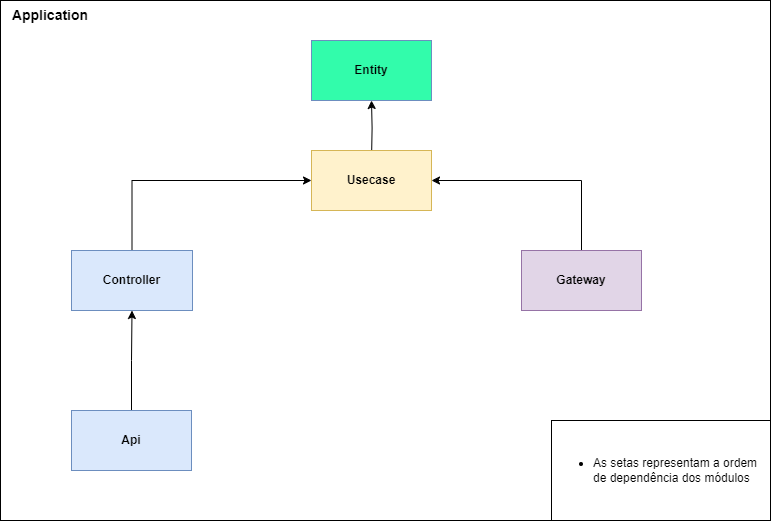 Application
Entity
Usecase
Controller
Gateway
Api
As setas representam a ordem
de dependência dos módulos